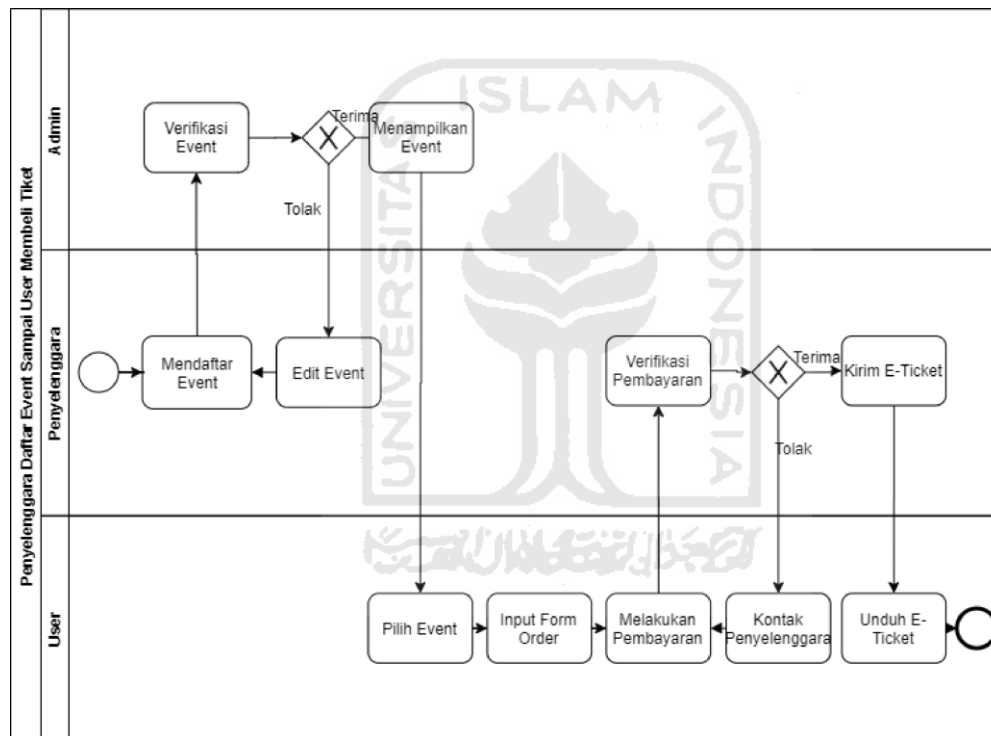 Penyelenggara Daftar Event Sampai User Membeli Tiket
Admin
Verifikasi
Event
Terima
Menampilkan
Event
Tolak
Penyelenggara
Mendaftar
Event
Edit Event
Verifikasi
Pembayaran
Terima
Kirim E-Ticket
Tolak
User
Pilih Event
Input Form
Order
Melakukan
Pembayaran
Kontak
Penyelenggara
Unduh E-
Ticket
UNIVERSITAS
ISLAM
INDONESIA